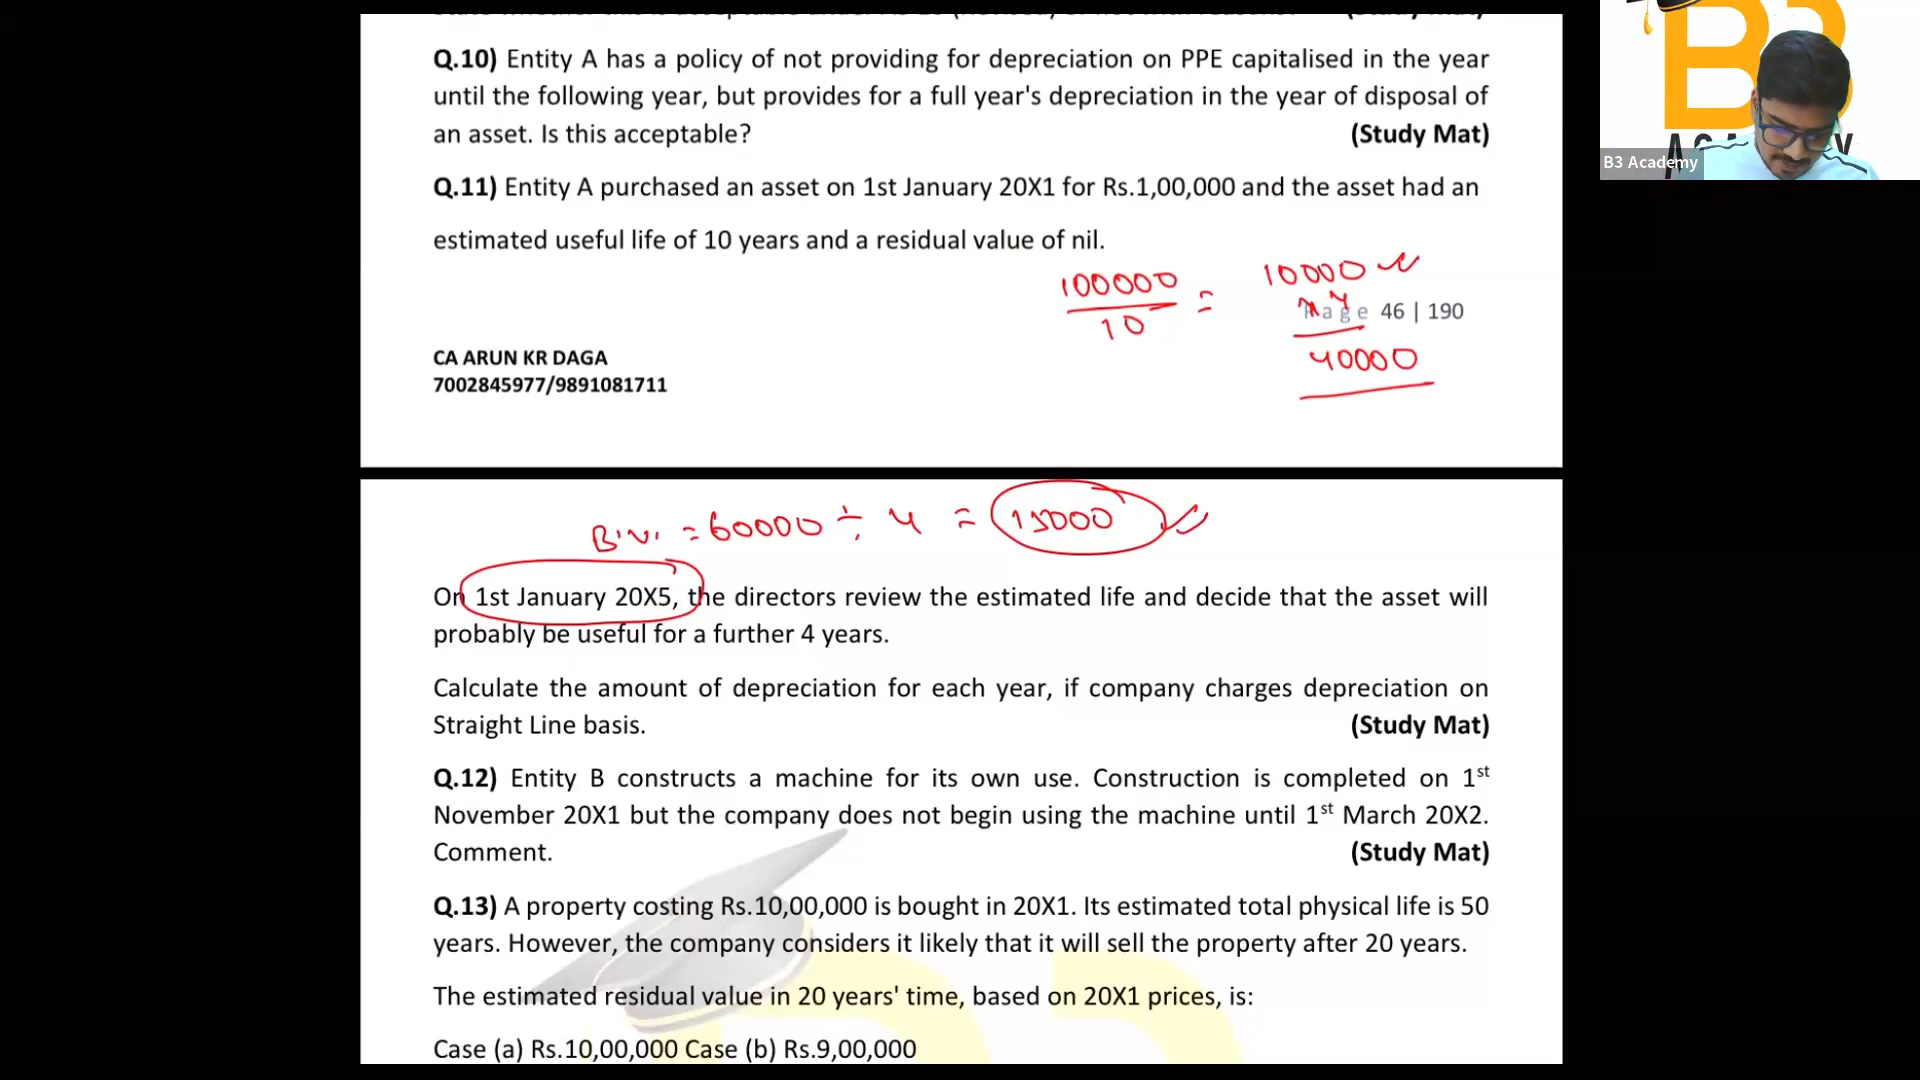 Q.10) Entity A has a policy of not providing for depreciation on PPE capitalised in the year
until the following year, but provides for a full year's depreciation in the year of disposal of
an asset. Is this acceptable? (Study Mat)
Q.11) Entity A purchased an asset on 1st January 20X1 for Rs.1,00,000 and the asset had an
estimated useful life of 10 years and a residual value of nil.
100000
10
= 10000
x 4
Page 46 | 190
40000
CA ARUN KR DAGA
7002845977/9891081711
B.V. = 60000 ÷ 4 = 15000
On 1st January 20X5, the directors review the estimated life and decide that the asset will
probably be useful for a further 4 years.
Calculate the amount of depreciation for each year, if company charges depreciation on
Straight Line basis. (Study Mat)
Q.12) Entity B constructs a machine for its own use. Construction is completed on 1st
November 20X1 but the company does not begin using the machine until 1st March 20X2.
Comment. (Study Mat)
Q.13) A property costing Rs.10,00,000 is bought in 20X1. Its estimated total physical life is 50
years. However, the company considers it likely that it will sell the property after 20 years.
The estimated residual value in 20 years' time, based on 20X1 prices, is:
Case (a) Rs.10,00,000 Case (b) Rs.9,00,000
B3
B3 Academy